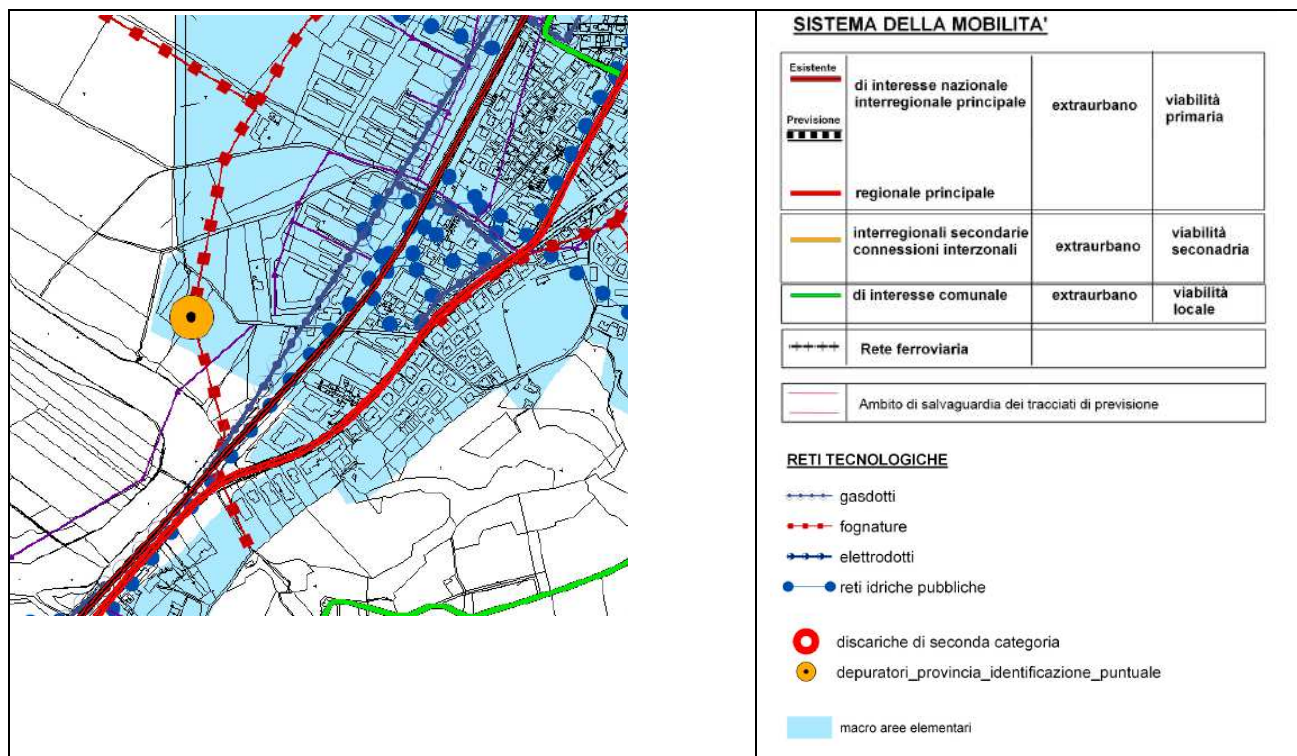 SISTEMA DELLA MOBILITA'
Esistente
di interesse nazionale
interregionale principale
extraurbano
viabilità
primaria
Previsione
regionale principale
interregionali secondarie
connessioni interzonali
extraurbano
viabilità
seconadria
di interesse comunale
extraurbano
viabilità
locale
Rete ferroviaria
Ambito di salvaguardia dei tracciati di previsione
RETI TECNOLOGICHE
gasdotti
fognature
elettrodotti
reti idriche pubbliche
discariche di seconda categoria
depuratori_provincia_identificazione_puntuale
macro aree elementari